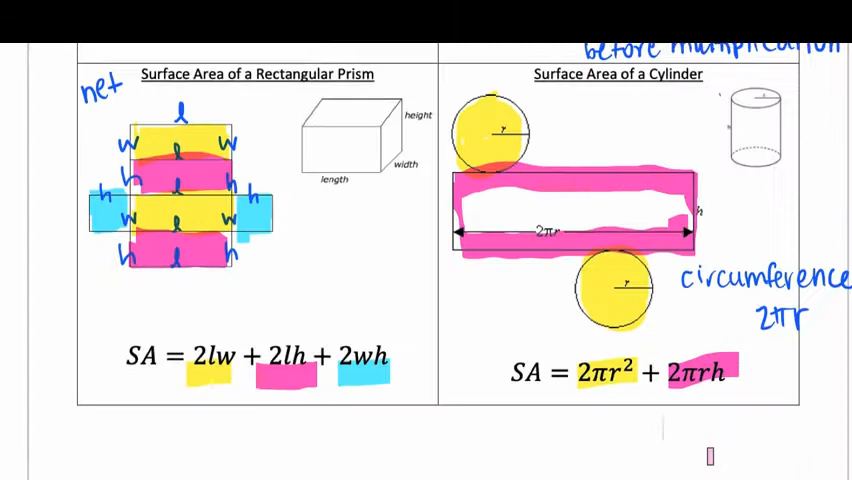 before multiplication
Surface Area of a Rectangular Prism
net
l
w w
l
h h
l
h h
w w
l
h h
l
height
width
length
SA = 2lw + 2lh + 2wh
Surface Area of a Cylinder
r
h
2πr
r
circumference
2πr
SA = 2πr² + 2πrh